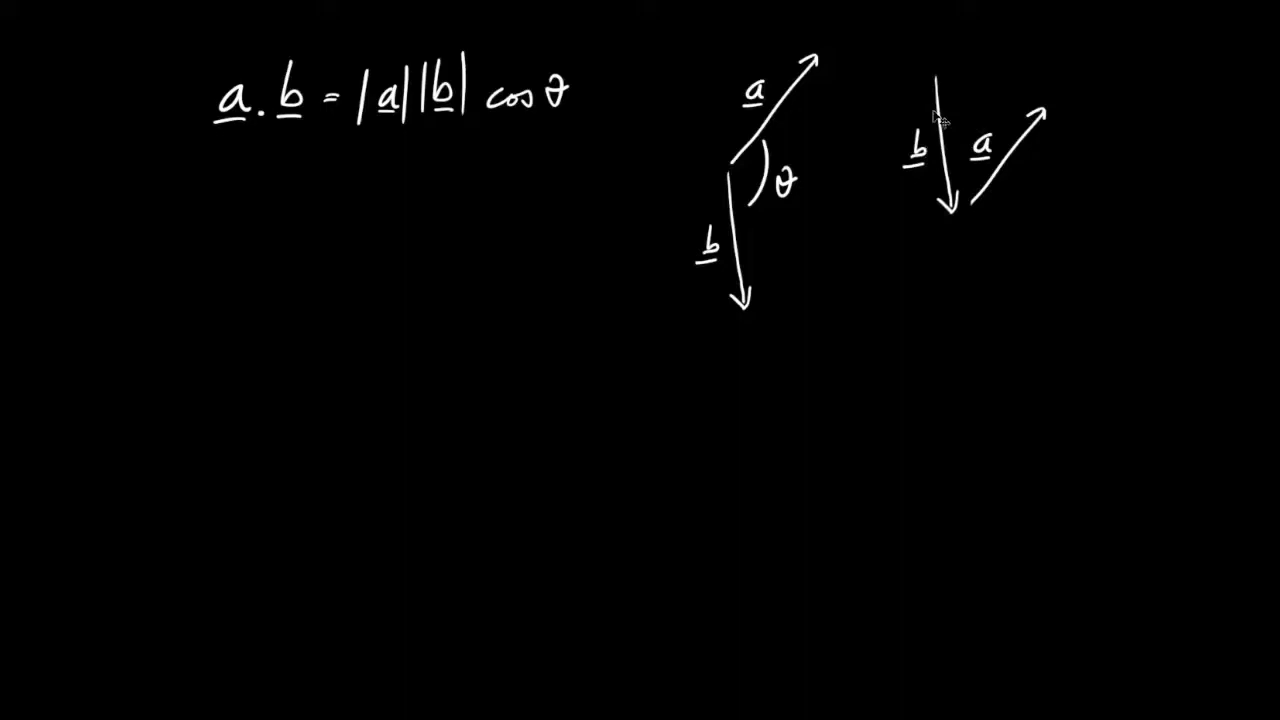 a . b = |a||b| cos θ
a
θ
b
b
a